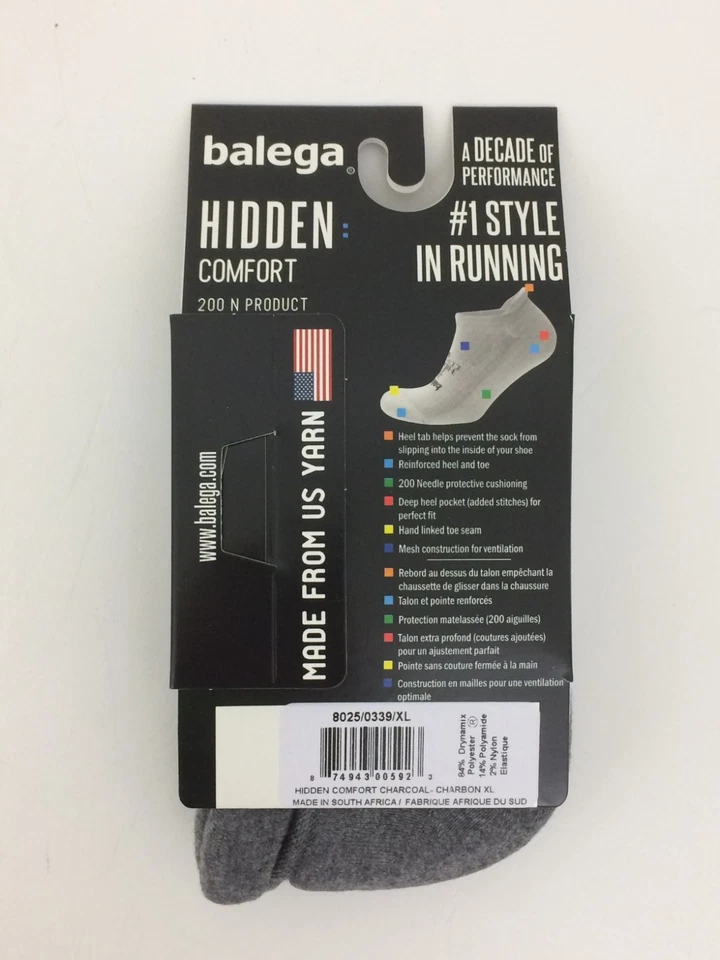 balega®
HIDDEN:
COMFORT
200 N PRODUCT
A DECADE OF
PERFORMANCE
#1 STYLE
IN RUNNING
www.balega.com
MADE FROM US YARN
Heel tab helps prevent the sock from
slipping into the inside of your shoe
Reinforced heel and toe
200 Needle protective cushioning
Deep heel pocket (added stitches) for
perfect fit
Hand linked toe seam
Mesh construction for ventilation
Rebord au dessus du talon empêchant la
chaussette de glisser dans la chaussure
Talon et pointe renforcés
Protection matelassée (200 aiguilles)
Talon extra profond (coutures ajoutées)
pour un ajustement parfait
Pointe sans couture fermée à la main
Construction en mailles pour une ventilation
optimale
8025/0339/XL
8 74943 00592 3
84% Drynamix
Polyester ®
14% Polyamide
2% Nylon
Elastique
HIDDEN COMFORT CHARCOAL- CHARBON XL
MADE IN SOUTH AFRICA / FABRIQUE AFRIQUE DU SUD